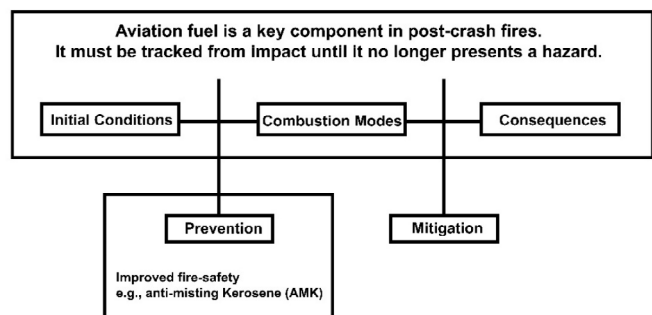 Aviation fuel is a key component in post-crash fires.
It must be tracked from Impact until it no longer presents a hazard.
Initial Conditions
Combustion Modes
Consequences
Prevention
Mitigation
Improved fire-safety
e.g., anti-misting Kerosene (AMK)